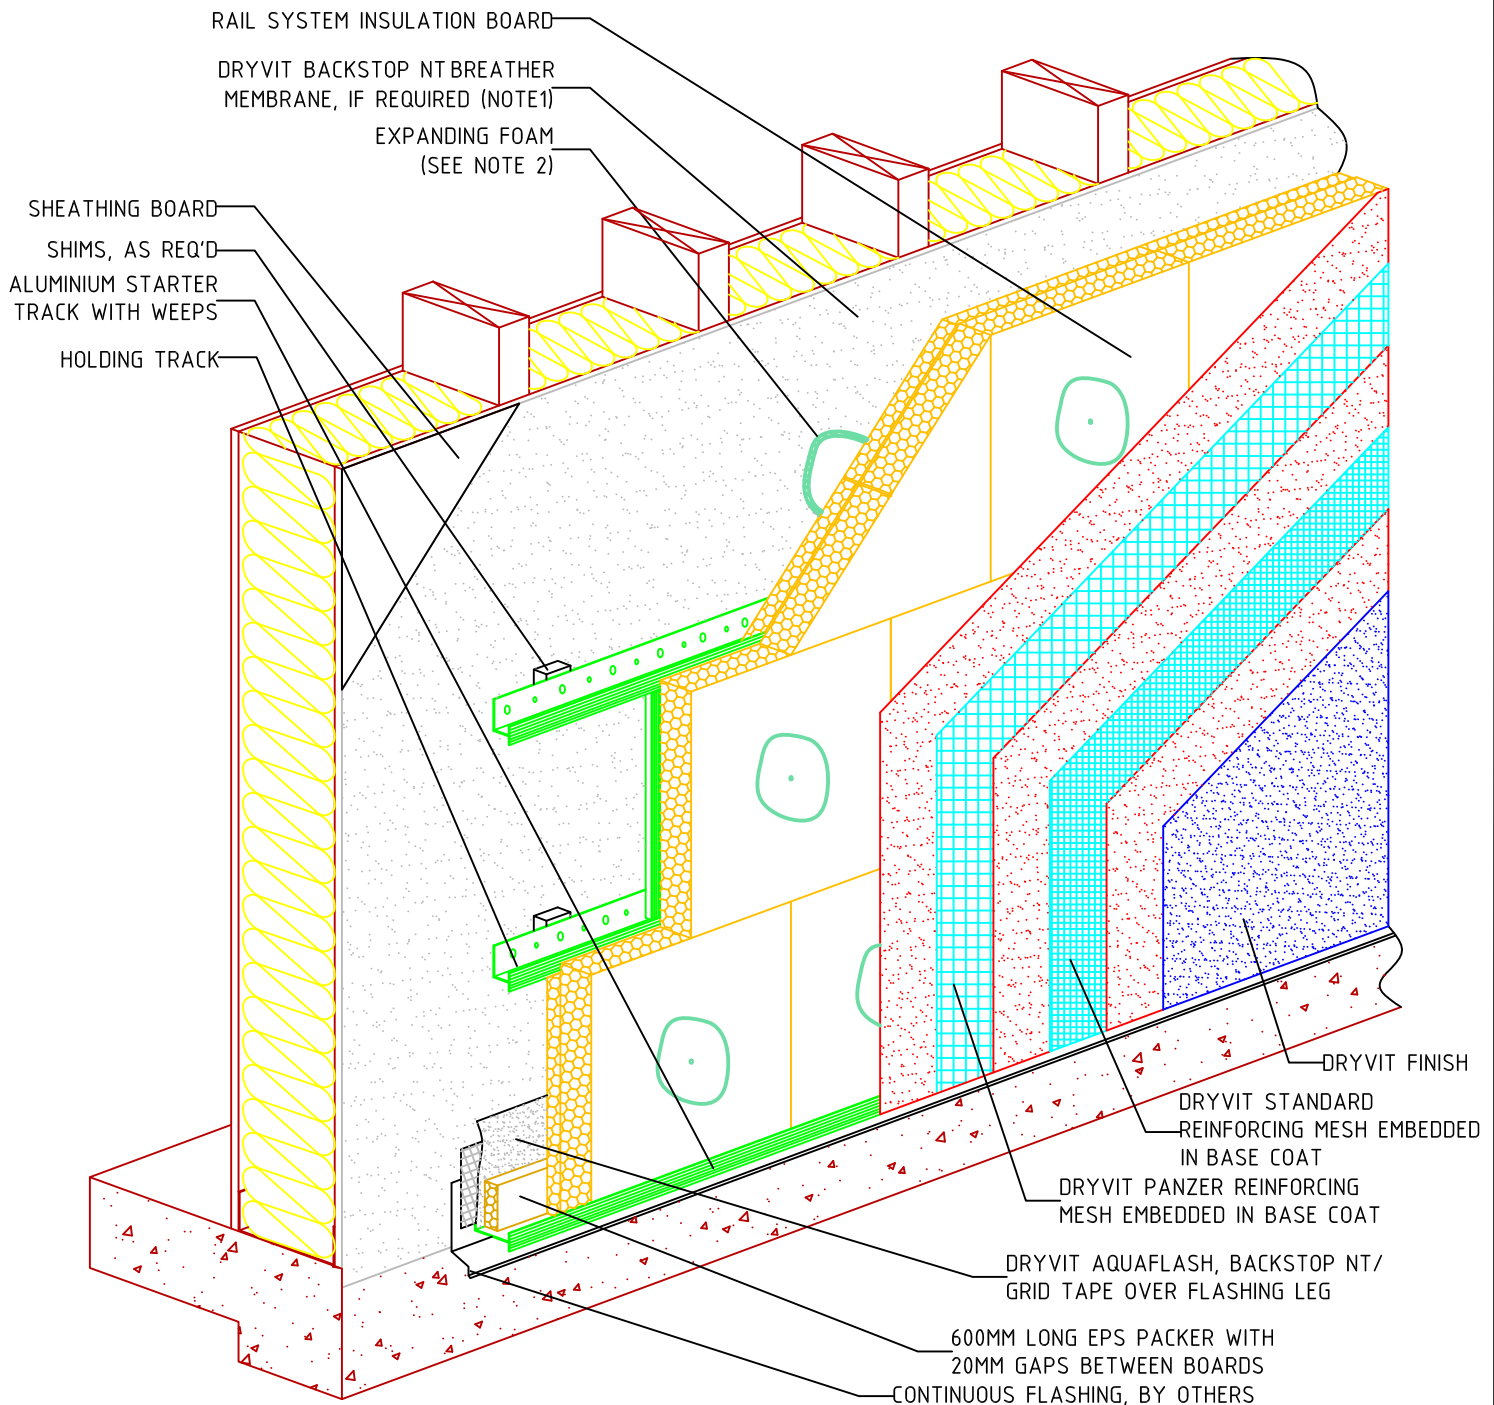 RAIL SYSTEM INSULATION BOARD
DRYVIT BACKSTOP NT BREATHER
MEMBRANE, IF REQUIRED (NOTE1)
EXPANDING FOAM
(SEE NOTE 2)
SHEATHING BOARD
SHIMS, AS REQ'D
ALUMINIUM STARTER
TRACK WITH WEEPS
HOLDING TRACK
DRYVIT FINISH
DRYVIT STANDARD
REINFORCING MESH EMBEDDED
IN BASE COAT
DRYVIT PANZER REINFORCING
MESH EMBEDDED IN BASE COAT
DRYVIT AQUAFLASH, BACKSTOP NT/
GRID TAPE OVER FLASHING LEG
600MM LONG EPS PACKER WITH
20MM GAPS BETWEEN BOARDS
CONTINUOUS FLASHING, BY OTHERS